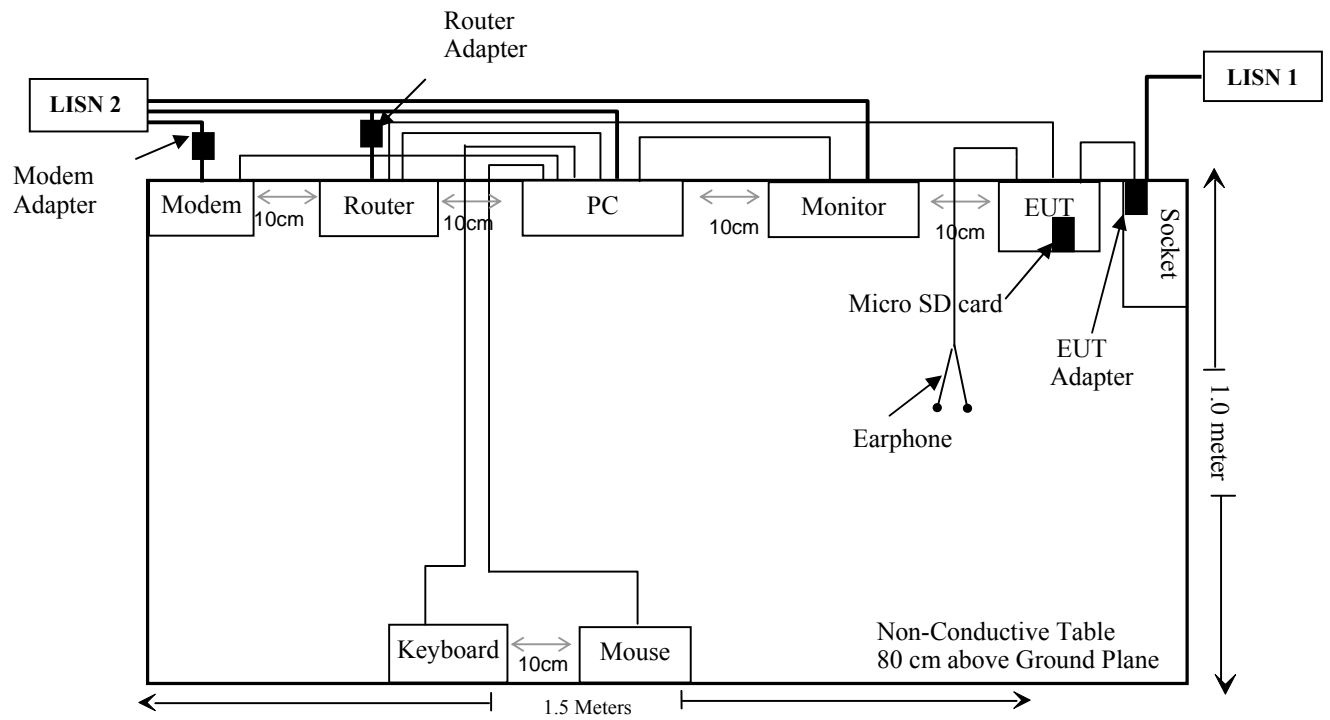 Router
Adapter
LISN 2
LISN 1
Modem
Adapter
Modem
10cm
Router
10cm
PC
10cm
Monitor
10cm
EUT
Socket
Micro SD card
EUT
Adapter
Earphone
1.0 meter
Keyboard
10cm
Mouse
Non-Conductive Table
80 cm above Ground Plane
1.5 Meters